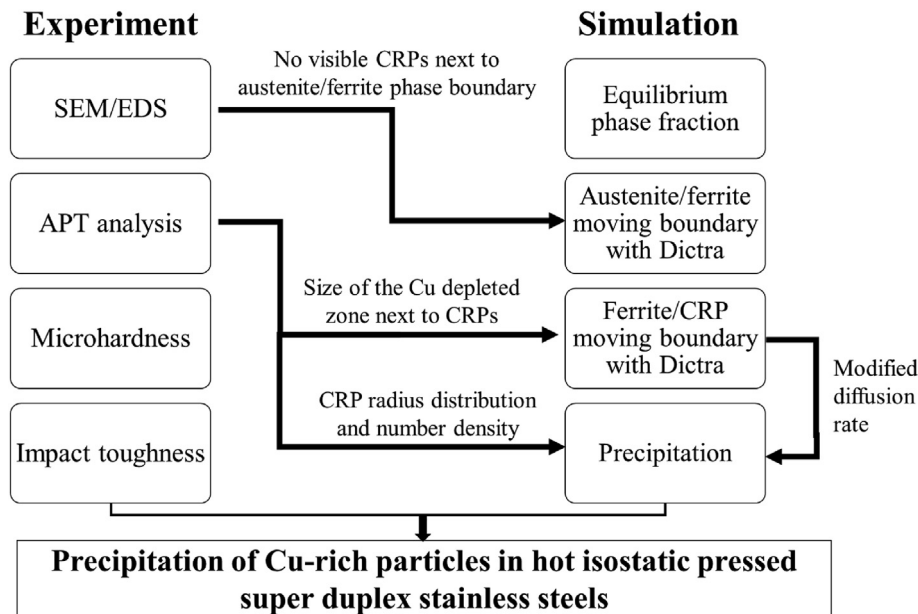 Experiment
Simulation
SEM/EDS
No visible CRPs next to
austenite/ferrite phase boundary
Equilibrium
phase fraction
APT analysis
Austenite/ferrite
moving boundary
with Dictra
Microhardness
Size of the Cu depleted
zone next to CRPs
Ferrite/CRP
moving boundary
with Dictra
Modified
diffusion
rate
Impact toughness
CRP radius distribution
and number density
Precipitation
Precipitation of Cu-rich particles in hot isostatic pressed
super duplex stainless steels